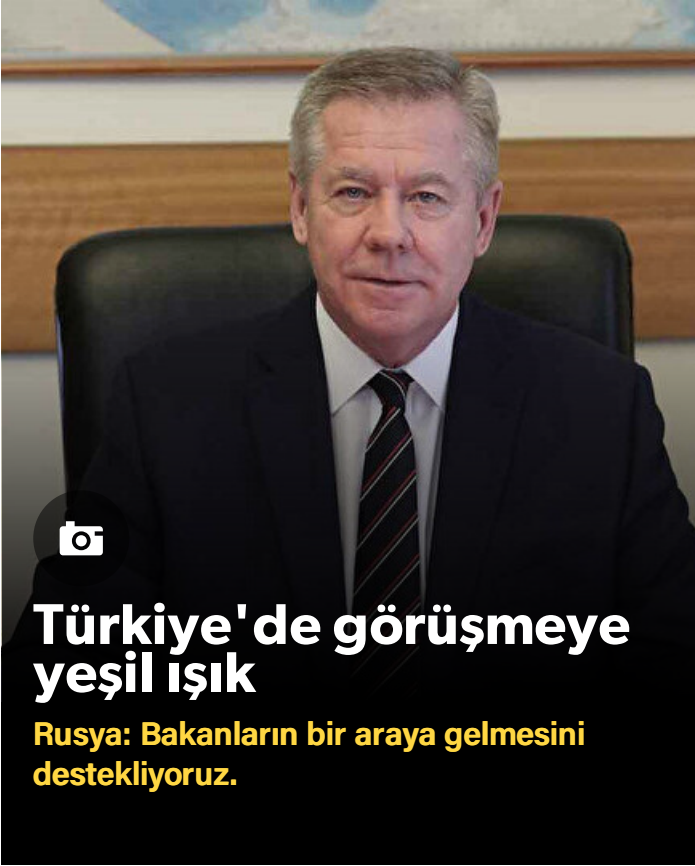 Türkiye'de görüşmeye
yeşil ışık
Rusya: Bakanların bir araya gelmesini
destekliyoruz.